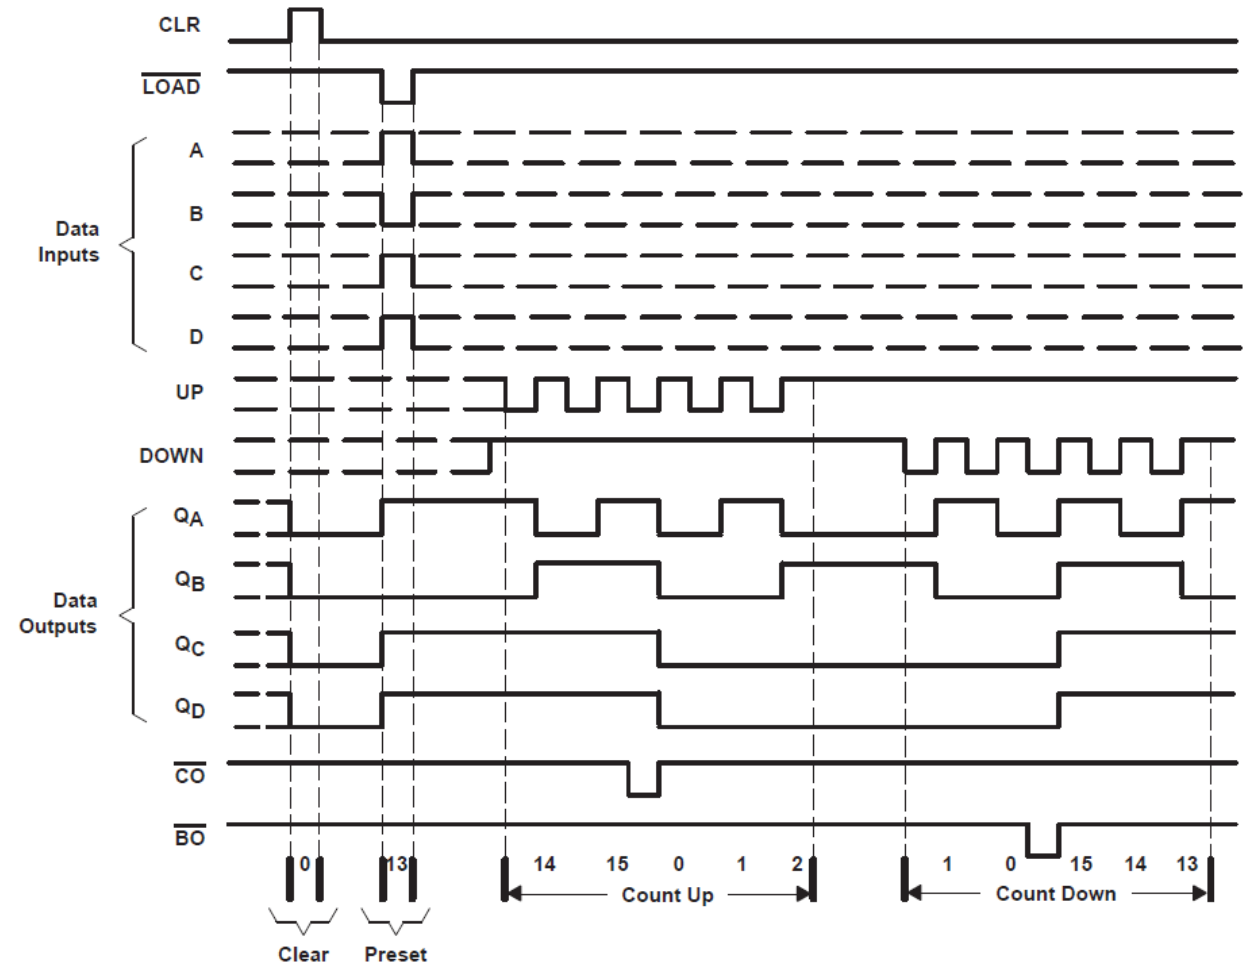 CLR
LOAD
A
B
Data
Inputs
C
D
UP
DOWN
QA
QB
Data
Outputs
QC
QD
CO
BO
0 13 14 15 0 1 2 1 0 15 14 13
Count Up Count Down
Clear Preset